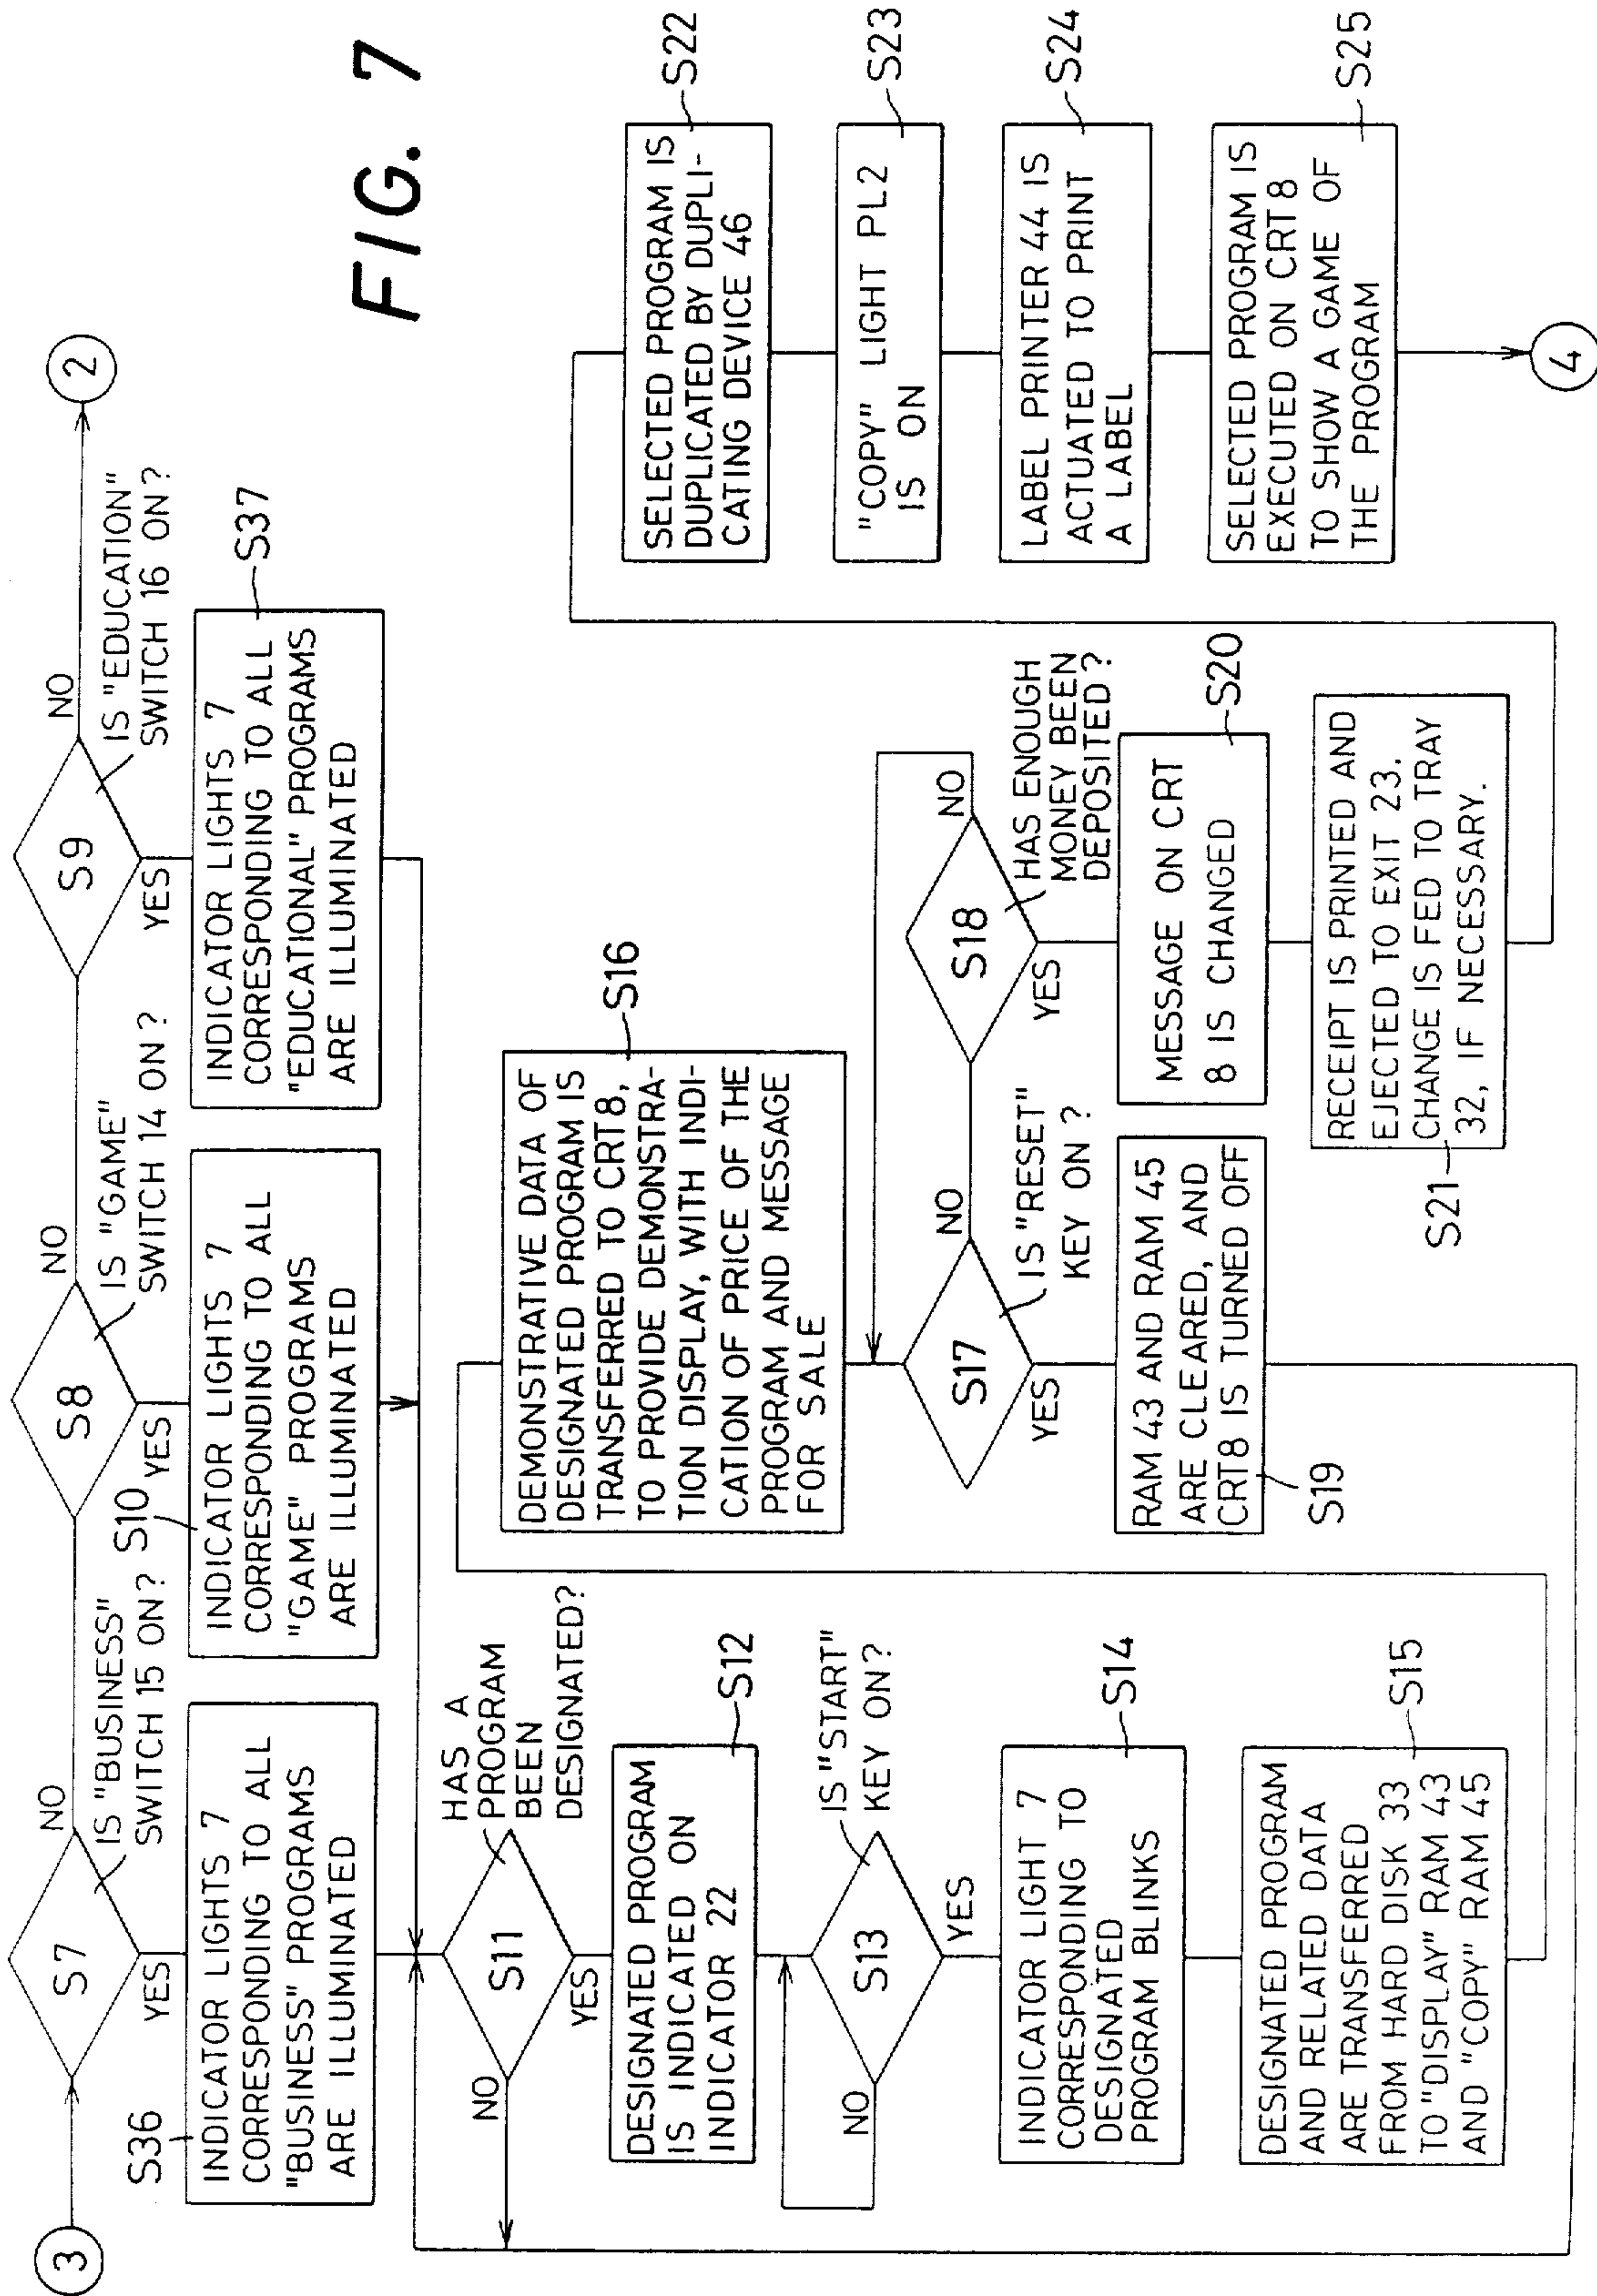 FIG. 7
3
S7
IS "BUSINESS"
SWITCH 15 ON?
NO
YES
S8
IS "GAME"
SWITCH 14 ON?
NO
YES
S9
IS "EDUCATION"
SWITCH 16 ON?
NO
YES
2
S36
INDICATOR LIGHTS 7
CORRESPONDING TO ALL
"BUSINESS" PROGRAMS
ARE ILLUMINATED
S10
INDICATOR LIGHTS 7
CORRESPONDING TO ALL
"GAME" PROGRAMS
ARE ILLUMINATED
S37
INDICATOR LIGHTS 7
CORRESPONDING TO ALL
"EDUCATIONAL" PROGRAMS
ARE ILLUMINATED
S11
HAS A
PROGRAM
BEEN
DESIGNATED?
NO
YES
S12
DESIGNATED PROGRAM
IS INDICATED ON
INDICATOR 22
S13
IS "START"
KEY ON?
NO
YES
S14
INDICATOR LIGHT 7
CORRESPONDING TO
DESIGNATED
PROGRAM BLINKS
S15
DESIGNATED PROGRAM
AND RELATED DATA
ARE TRANSFERRED
FROM HARD DISK 33
TO "DISPLAY" RAM 43
AND "COPY" RAM 45
S16
DEMONSTRATIVE DATA OF
DESIGNATED PROGRAM IS
TRANSFERRED TO CRT8,
TO PROVIDE DEMONSTRA-
TION DISPLAY, WITH INDI-
CATION OF PRICE OF THE
PROGRAM AND MESSAGE
FOR SALE
S17
IS "RESET"
KEY ON?
NO
YES
S18
HAS ENOUGH
MONEY BEEN
DEPOSITED?
NO
YES
S19
RAM 43 AND RAM 45
ARE CLEARED, AND
CRT8 IS TURNED OFF
S20
MESSAGE ON CRT
8 IS CHANGED
S21
RECEIPT IS PRINTED AND
EJECTED TO EXIT 23.
CHANGE IS FED TO TRAY
32, IF NECESSARY.
S22
SELECTED PROGRAM IS
DUPLICATED BY DUPLI-
CATING DEVICE 46
S23
"COPY" LIGHT PL2
IS ON
S24
LABEL PRINTER 44 IS
ACTUATED TO PRINT
A LABEL
S25
SELECTED PROGRAM IS
EXECUTED ON CRT8
TO SHOW A GAME OF
THE PROGRAM
4